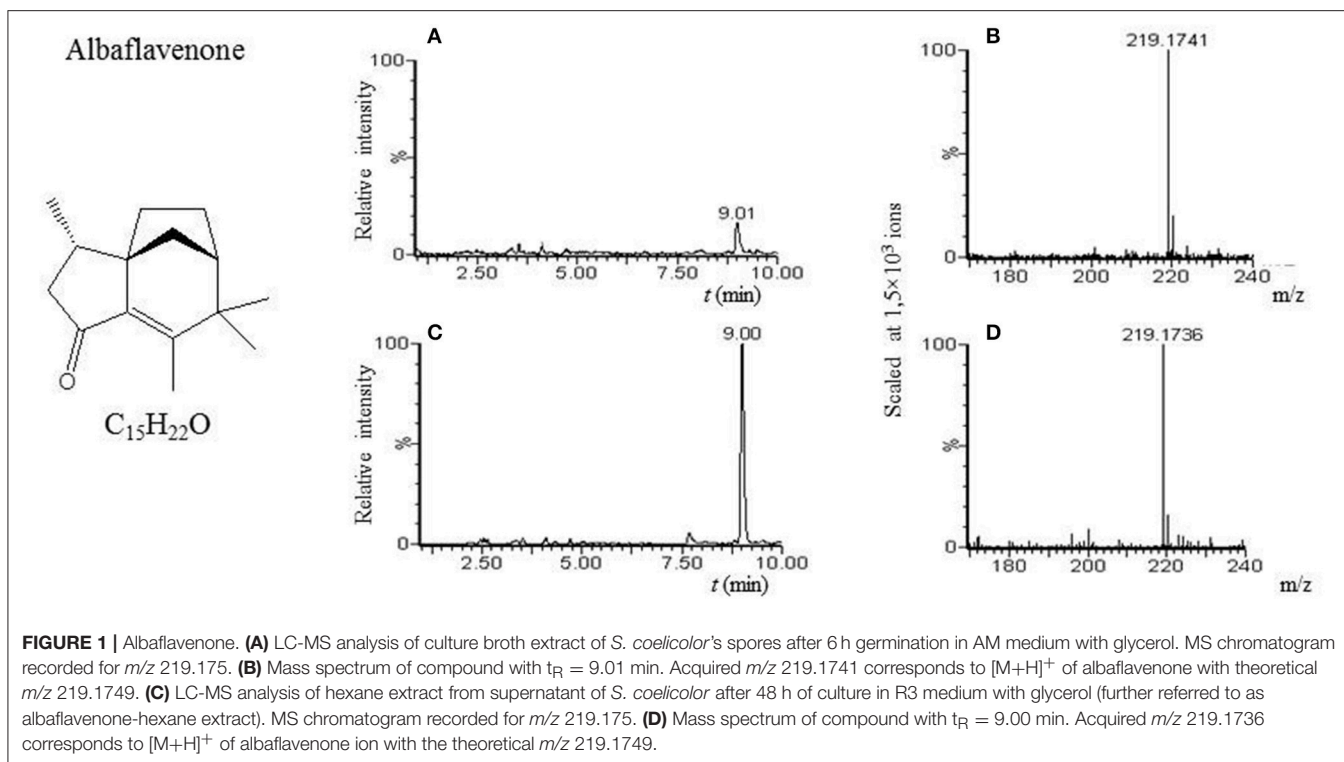 Albaflavenone
O
C₁₅H₂₂O
A
Relative intensity
%
100
0
9.01
2.50 5.00 7.50 10.00
t (min)
B
219.1741
100
%
0
180 200 220 240
m/z
C
Relative intensity
%
100
0
9.00
2.50 5.00 7.50 10.00
t (min)
Scaled at 1,5×10³ ions
D
219.1736
100
%
0
180 200 220 240
m/z
FIGURE 1 | Albaflavenone. (A) LC-MS analysis of culture broth extract of S. coelicolor's spores after 6 h germination in AM medium with glycerol. MS chromatogram
recorded for m/z 219.175. (B) Mass spectrum of compound with tR = 9.01 min. Acquired m/z 219.1741 corresponds to [M+H]⁺ of albaflavenone with theoretical
m/z 219.1749. (C) LC-MS analysis of hexane extract from supernatant of S. coelicolor after 48 h of culture in R3 medium with glycerol (further referred to as
albaflavenone-hexane extract). MS chromatogram recorded for m/z 219.175. (D) Mass spectrum of compound with tR = 9.00 min. Acquired m/z 219.1736
corresponds to [M+H]⁺ of albaflavenone ion with the theoretical m/z 219.1749.